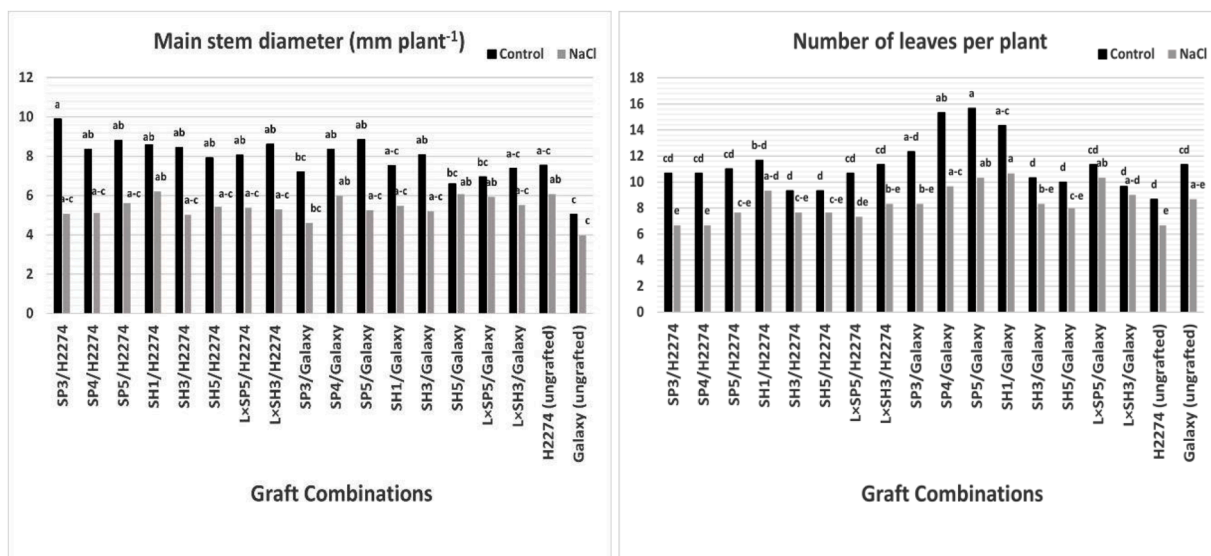 Main stem diameter (mm plant⁻¹)
Control NaCl
12
10
8
6
4
2
0
a a-c ab a-c ab a-c ab a-c ab a-c ab a-c ab a-c ab a-c bc bc ab ab ab a-c a-c a-c ab a-c bc ab bc ab a-c a-c ab ab c c
SP3/H2274
SP4/H2274
SP5/H2274
SH1/H2274
SH3/H2274
SH5/H2274
L×SP5/H2274
L×SH3/H2274
SP3/Galaxy
SP4/Galaxy
SP5/Galaxy
SH1/Galaxy
SH3/Galaxy
SH5/Galaxy
L×SP5/Galaxy
L×SH3/Galaxy
H2274 (ungrafted)
Galaxy (ungrafted)
Graft Combinations
Number of leaves per plant
Control NaCl
18
16
14
12
10
8
6
4
2
0
cd e cd e cd c-e b-d a-d d c-e d c-e cd de cd b-e a-d b-e ab a-c a ab a-c a d b-e d c-e cd ab cd a-d d e cd a-e
SP3/H2274
SP4/H2274
SP5/H2274
SH1/H2274
SH3/H2274
SH5/H2274
L×SP5/H2274
L×SH3/H2274
SP3/Galaxy
SP4/Galaxy
SP5/Galaxy
SH1/Galaxy
SH3/Galaxy
SH5/Galaxy
L×SP5/Galaxy
L×SH3/Galaxy
H2274 (ungrafted)
Galaxy (ungrafted)
Graft Combinations